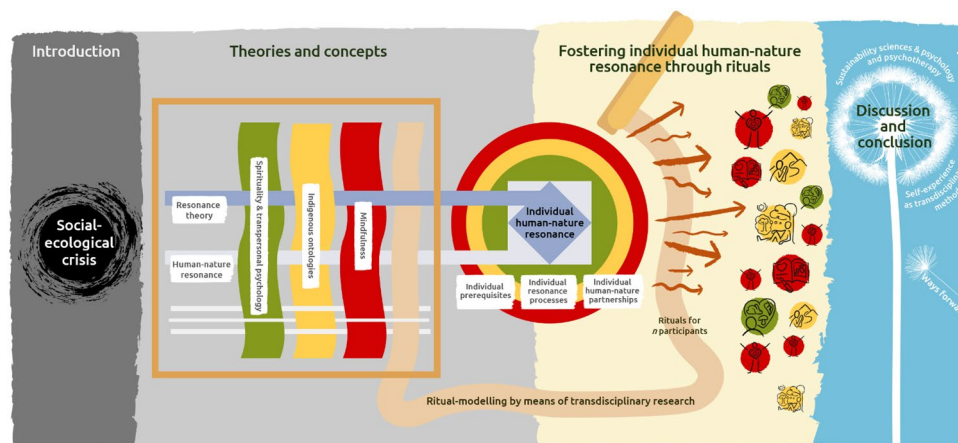 Introduction
Social-
ecological
crisis
Theories and concepts
Resonance
theory
Human-nature
resonance
Spirituality & transpersonal psychology
Indigenous ontologies
Mindfulness
Individual
human-nature
resonance
Individual
prerequisites
Individual
resonance
processes
Individual
human-nature
partnerships
Fostering individual human-nature
resonance through rituals
Rituals for
n participants
Ritual-modelling by means of transdisciplinary research
Sustainability sciences & psychology
and psychotherapy
Discussion
and
conclusion
Self-experience
as transdisciplin
Ways